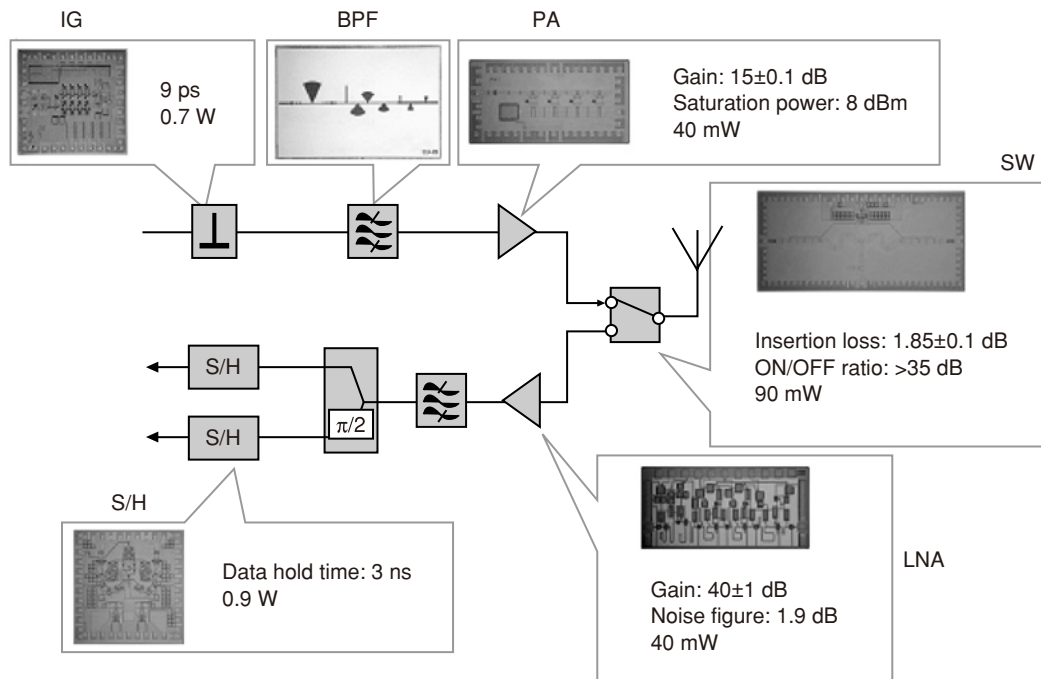 IG
BPF
PA
9 ps
0.7 W
Gain: 15±0.1 dB
Saturation power: 8 dBm
40 mW
SW
Insertion loss: 1.85±0.1 dB
ON/OFF ratio: >35 dB
90 mW
S/H
π/2
S/H
S/H
Data hold time: 3 ns
0.9 W
LNA
Gain: 40±1 dB
Noise figure: 1.9 dB
40 mW